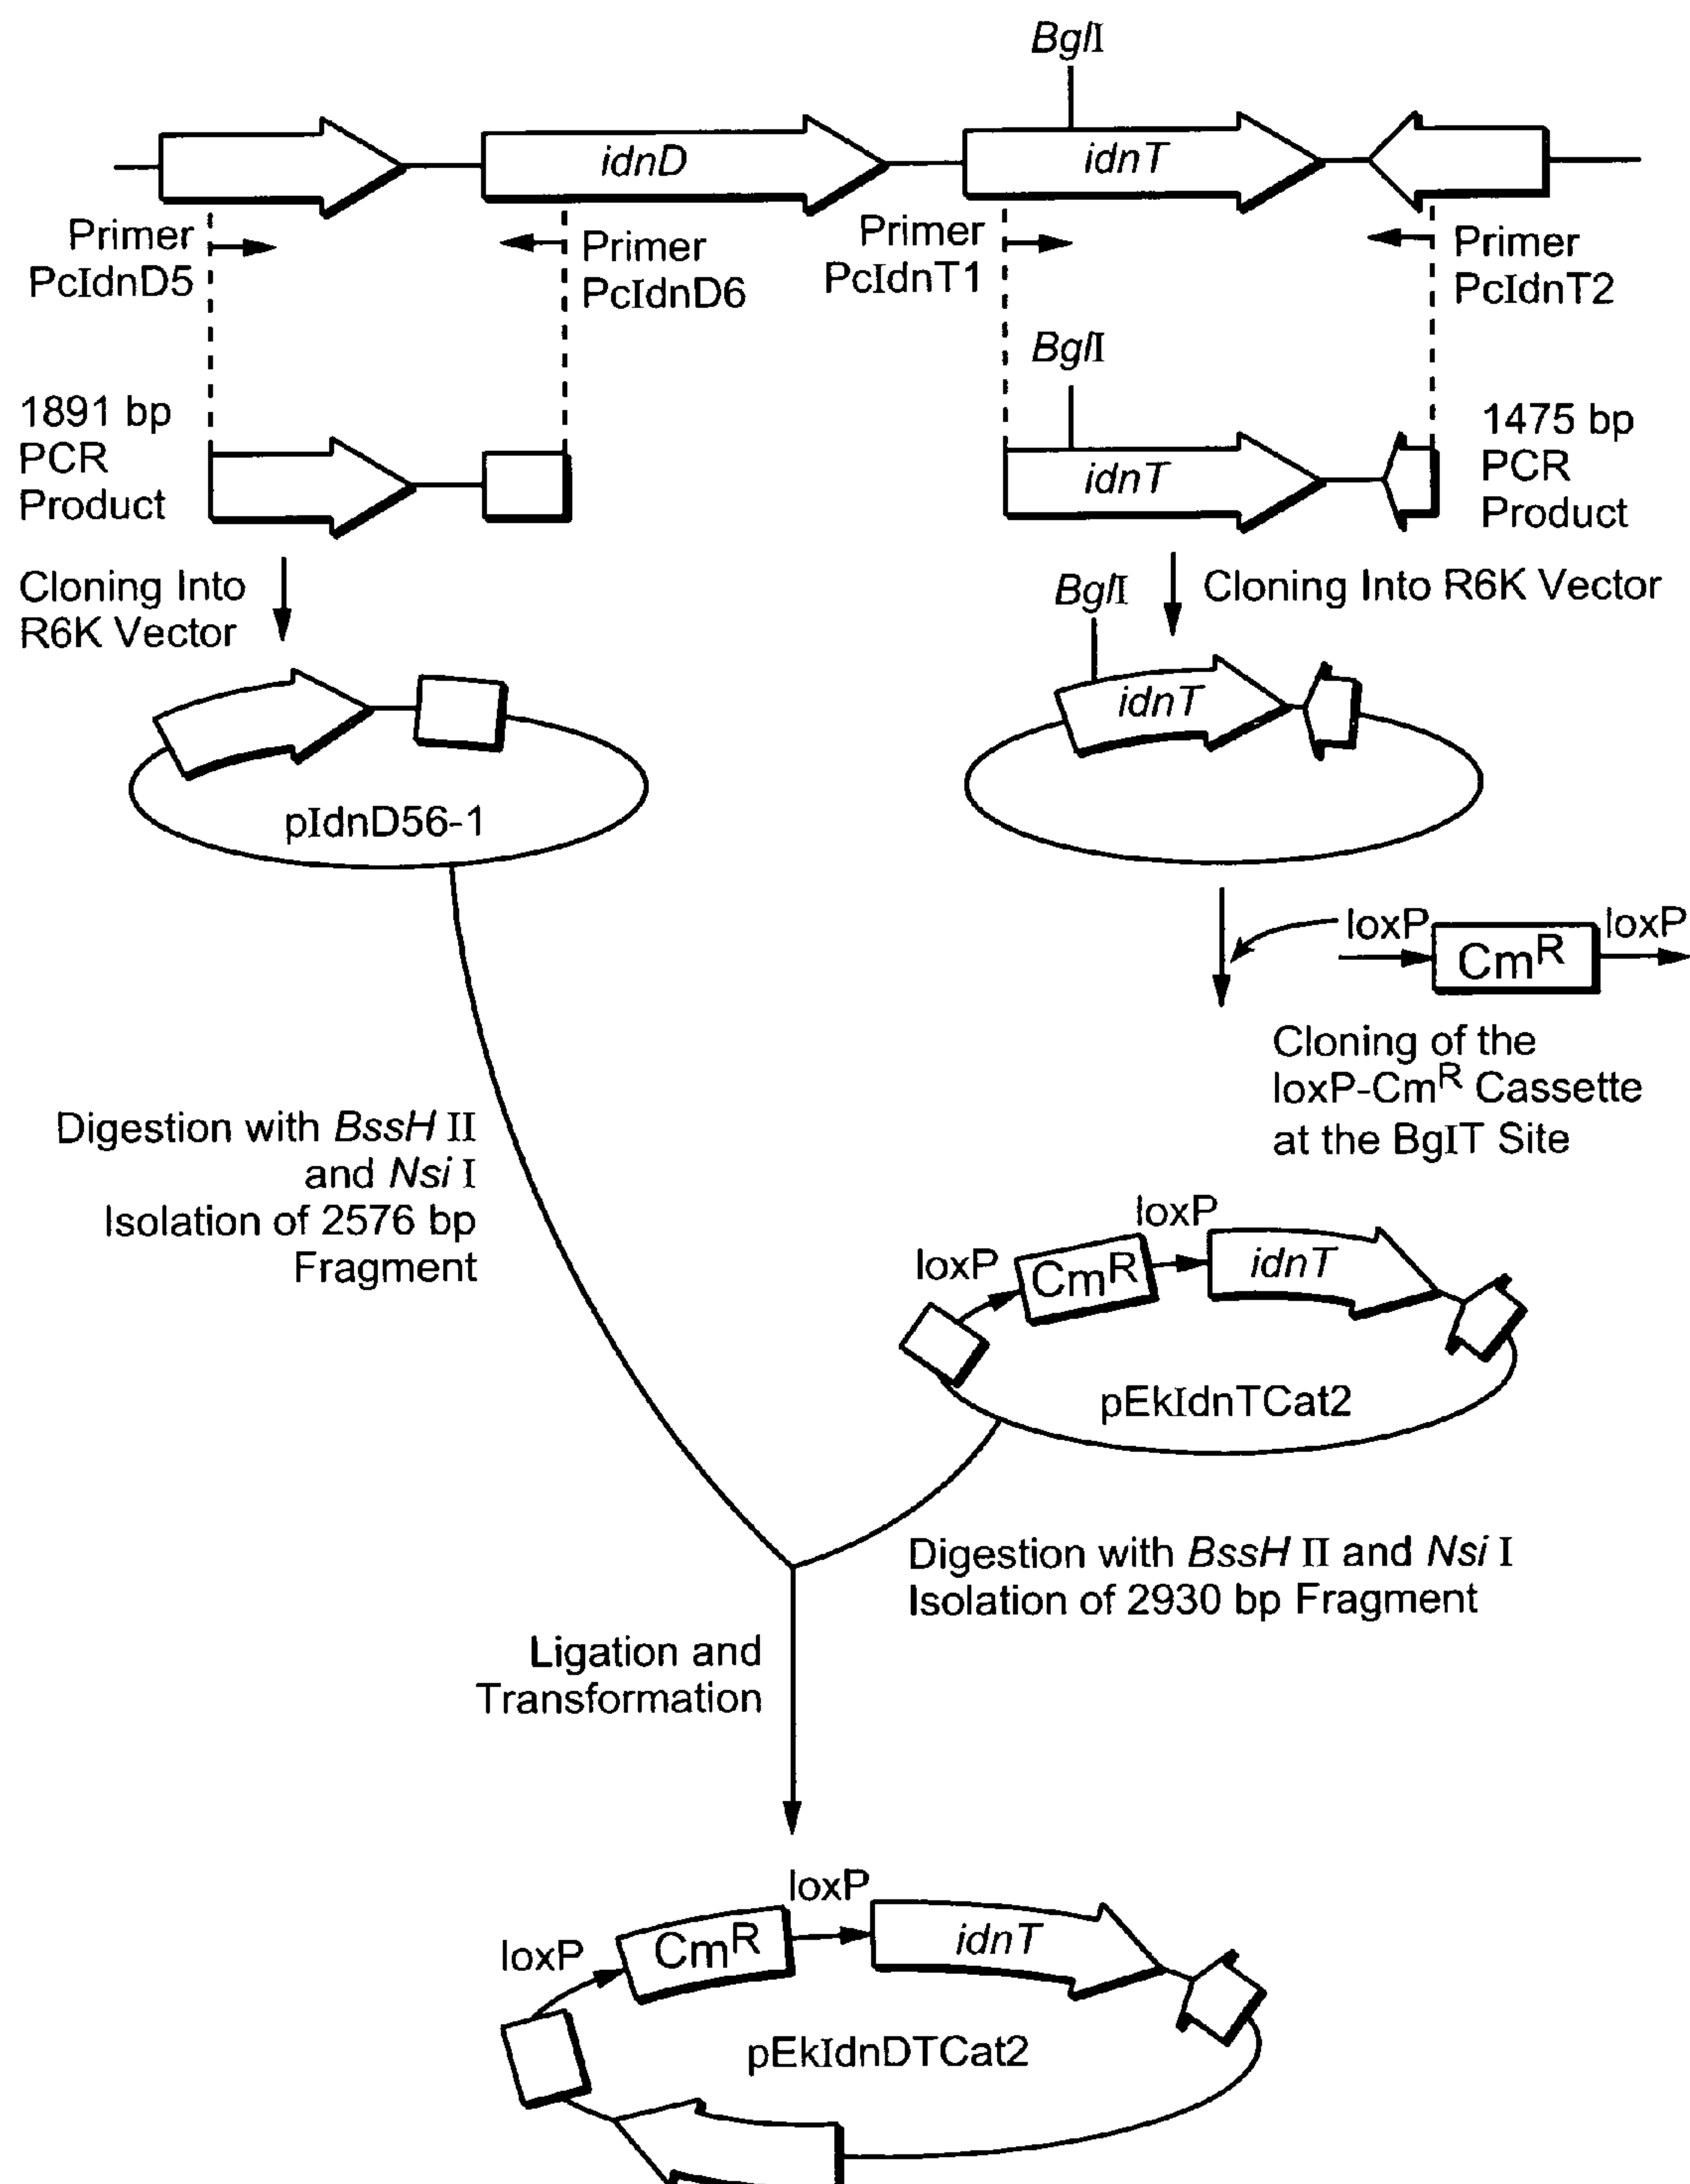 BglI
idnD
idnT
Primer
PcIdnD5
Primer
PcIdnD6
Primer
PcIdnT1
Primer
PcIdnT2
BglI
1891 bp
PCR
Product
idnT
1475 bp
PCR
Product
Cloning Into
R6K Vector
BglI
Cloning Into R6K Vector
idnT
pIdnD56-1
loxP
CmR
loxP
Cloning of the
loxP-CmR Cassette
at the BgIT Site
Digestion with BssH II
and Nsi I
Isolation of 2576 bp
Fragment
loxP
loxP
CmR
idnT
pEkIdnTCat2
Digestion with BssH II and Nsi I
Isolation of 2930 bp Fragment
Ligation and
Transformation
loxP
loxP
CmR
idnT
pEkIdnDTCat2